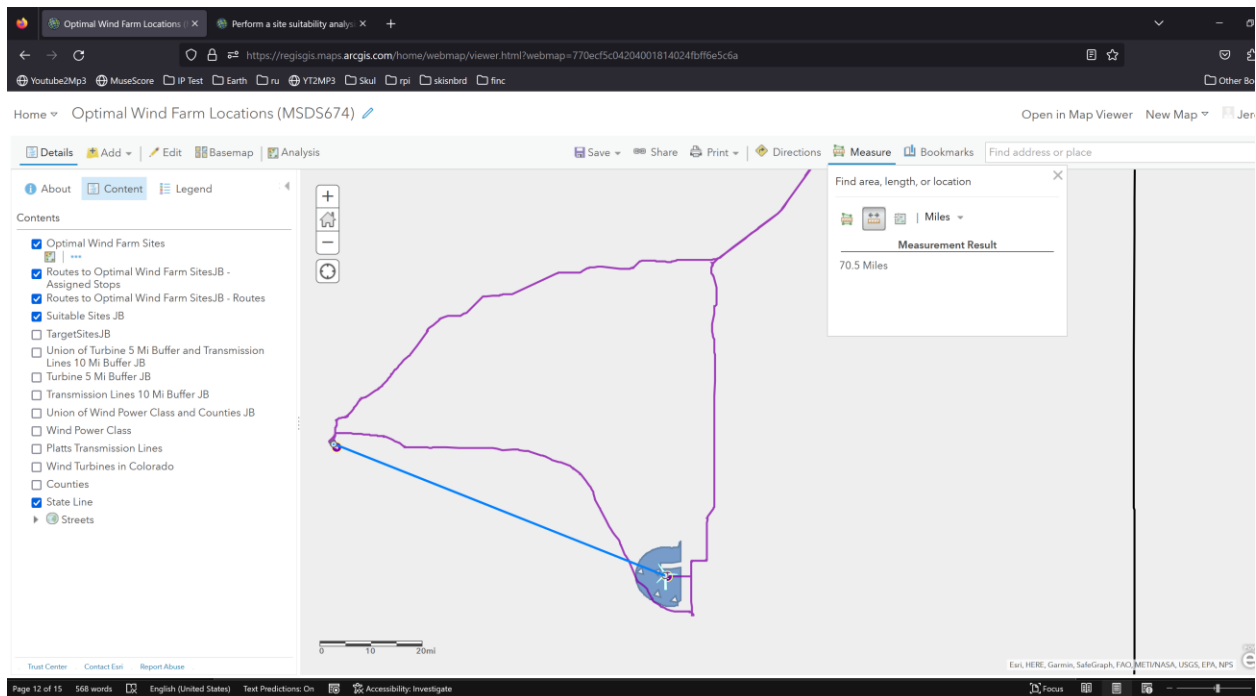 Optimal Wind Farm Locations (
Perform a site suitability analys
https://regisgis.maps.arcgis.com/home/webmap/viewer.html?webmap=770ecf5c04204001814024fbff6e5c6a
Youtube2Mp3 MuseScore IP Test Earth ru YT2MP3 Skul rpi skisnbrd finc Other Bo
Home Optimal Wind Farm Locations (MSDS674) Open in Map Viewer New Map Jer
Details Add Edit Basemap Analysis Save Share Print Directions Measure Bookmarks Find address or place
About Content Legend
Contents
Optimal Wind Farm Sites
Routes to Optimal Wind Farm SitesJB -
Assigned Stops
Routes to Optimal Wind Farm SitesJB - Routes
Suitable Sites JB
TargetSitesJB
Union of Turbine 5 Mi Buffer and Transmission
Lines 10 Mi Buffer JB
Turbine 5 Mi Buffer JB
Transmission Lines 10 Mi Buffer JB
Union of Wind Power Class and Counties JB
Wind Power Class
Platts Transmission Lines
Wind Turbines in Colorado
Counties
State Line
Streets
Find area, length, or location
Miles
Measurement Result
70.5 Miles
0 10 20mi
Trust Center Contact Esri Report Abuse
Esri, HERE, Garmin, SafeGraph, FAO, METI/NASA, USGS, EPA, NPS
Page 12 of 15 568 words English (United States) Text Predictions: On Accessibility: Investigate Focus